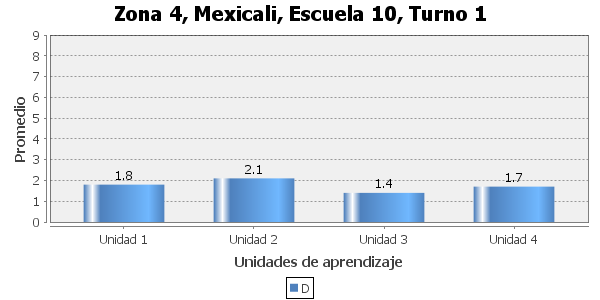 Zona 4, Mexicali, Escuela 10, Turno 1
Promedio
9
8
7
6
5
4
3
2
1
0
1.8
2.1
1.4
1.7
Unidad 1
Unidad 2
Unidad 3
Unidad 4
Unidades de aprendizaje
D